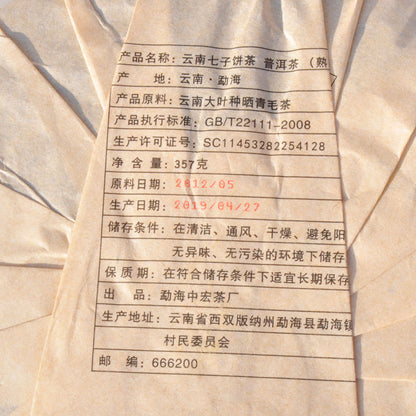 产品名称：云南七子饼茶 普洱茶（熟
产 地：云南·勐海
产品原料：云南大叶种晒青毛茶
产品执行标准：GB/T22111-2008
生产许可证号：SC11453282254128
净 含 量：357克
原料日期：2012/05
生产日期：2019/04/27
储存条件：在清洁、通风、干燥、避免阳
无异味、无污染的环境下储存
保 质 期：在符合储存条件下适宜长期保存
出 品：勐海中宏茶厂
生产地址：云南省西双版纳州勐海县勐海镇
村民委员会
邮 编：666200